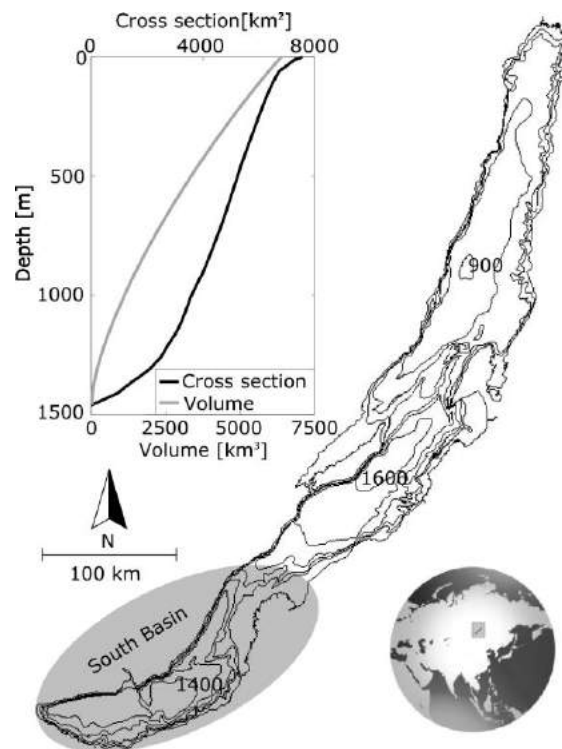 Cross section[km²]
0 4000 8000
0
500
1000
1500
Depth [m]
Cross section
Volume
0 2500 5000 7500
Volume [km³]
900
1600
N
100 km
South Basin
1400